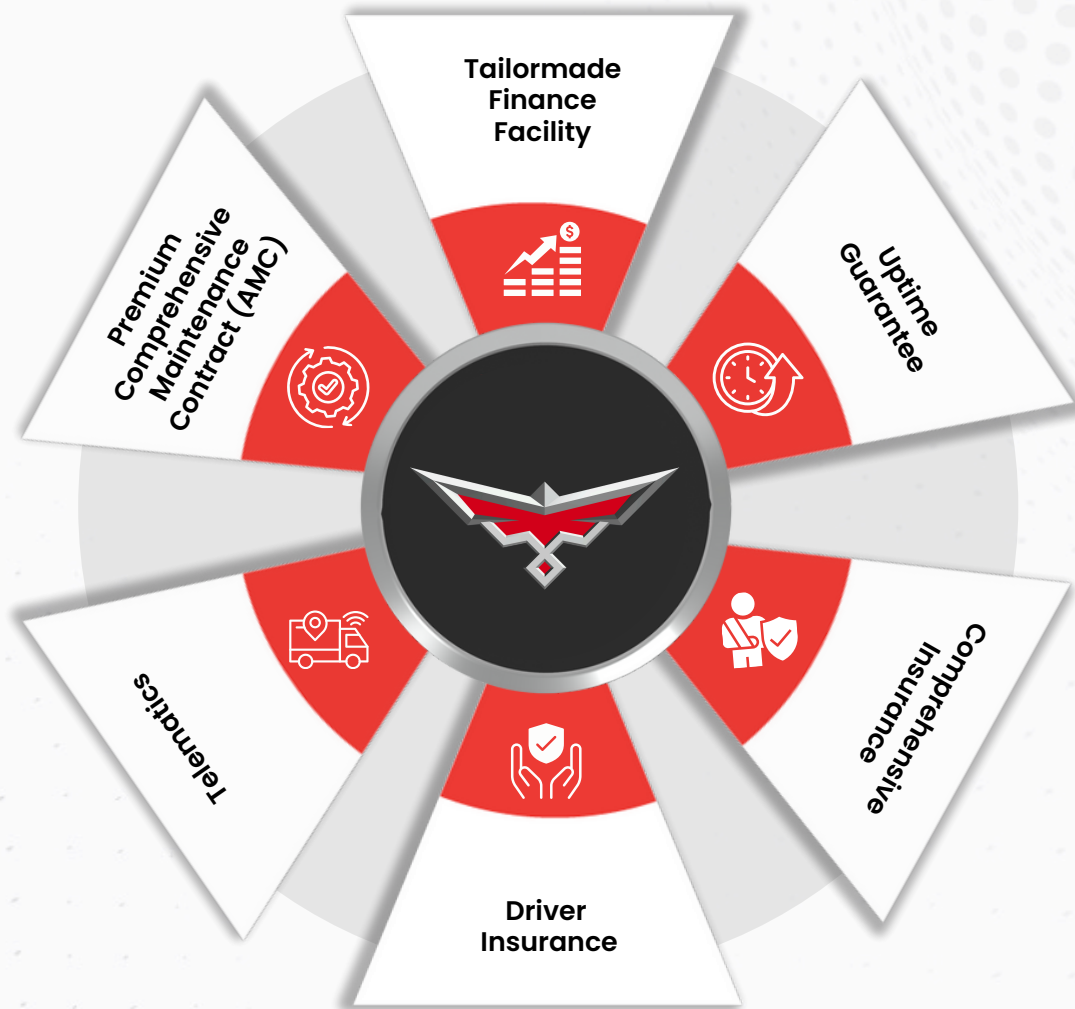 Tailormade
Finance
Facility
Uptime
Guarantee
Comprehensive
Insurance
Driver
Insurance
Telematics
Premium
Comprehensive
Maintenance
Contract (AMC)
$